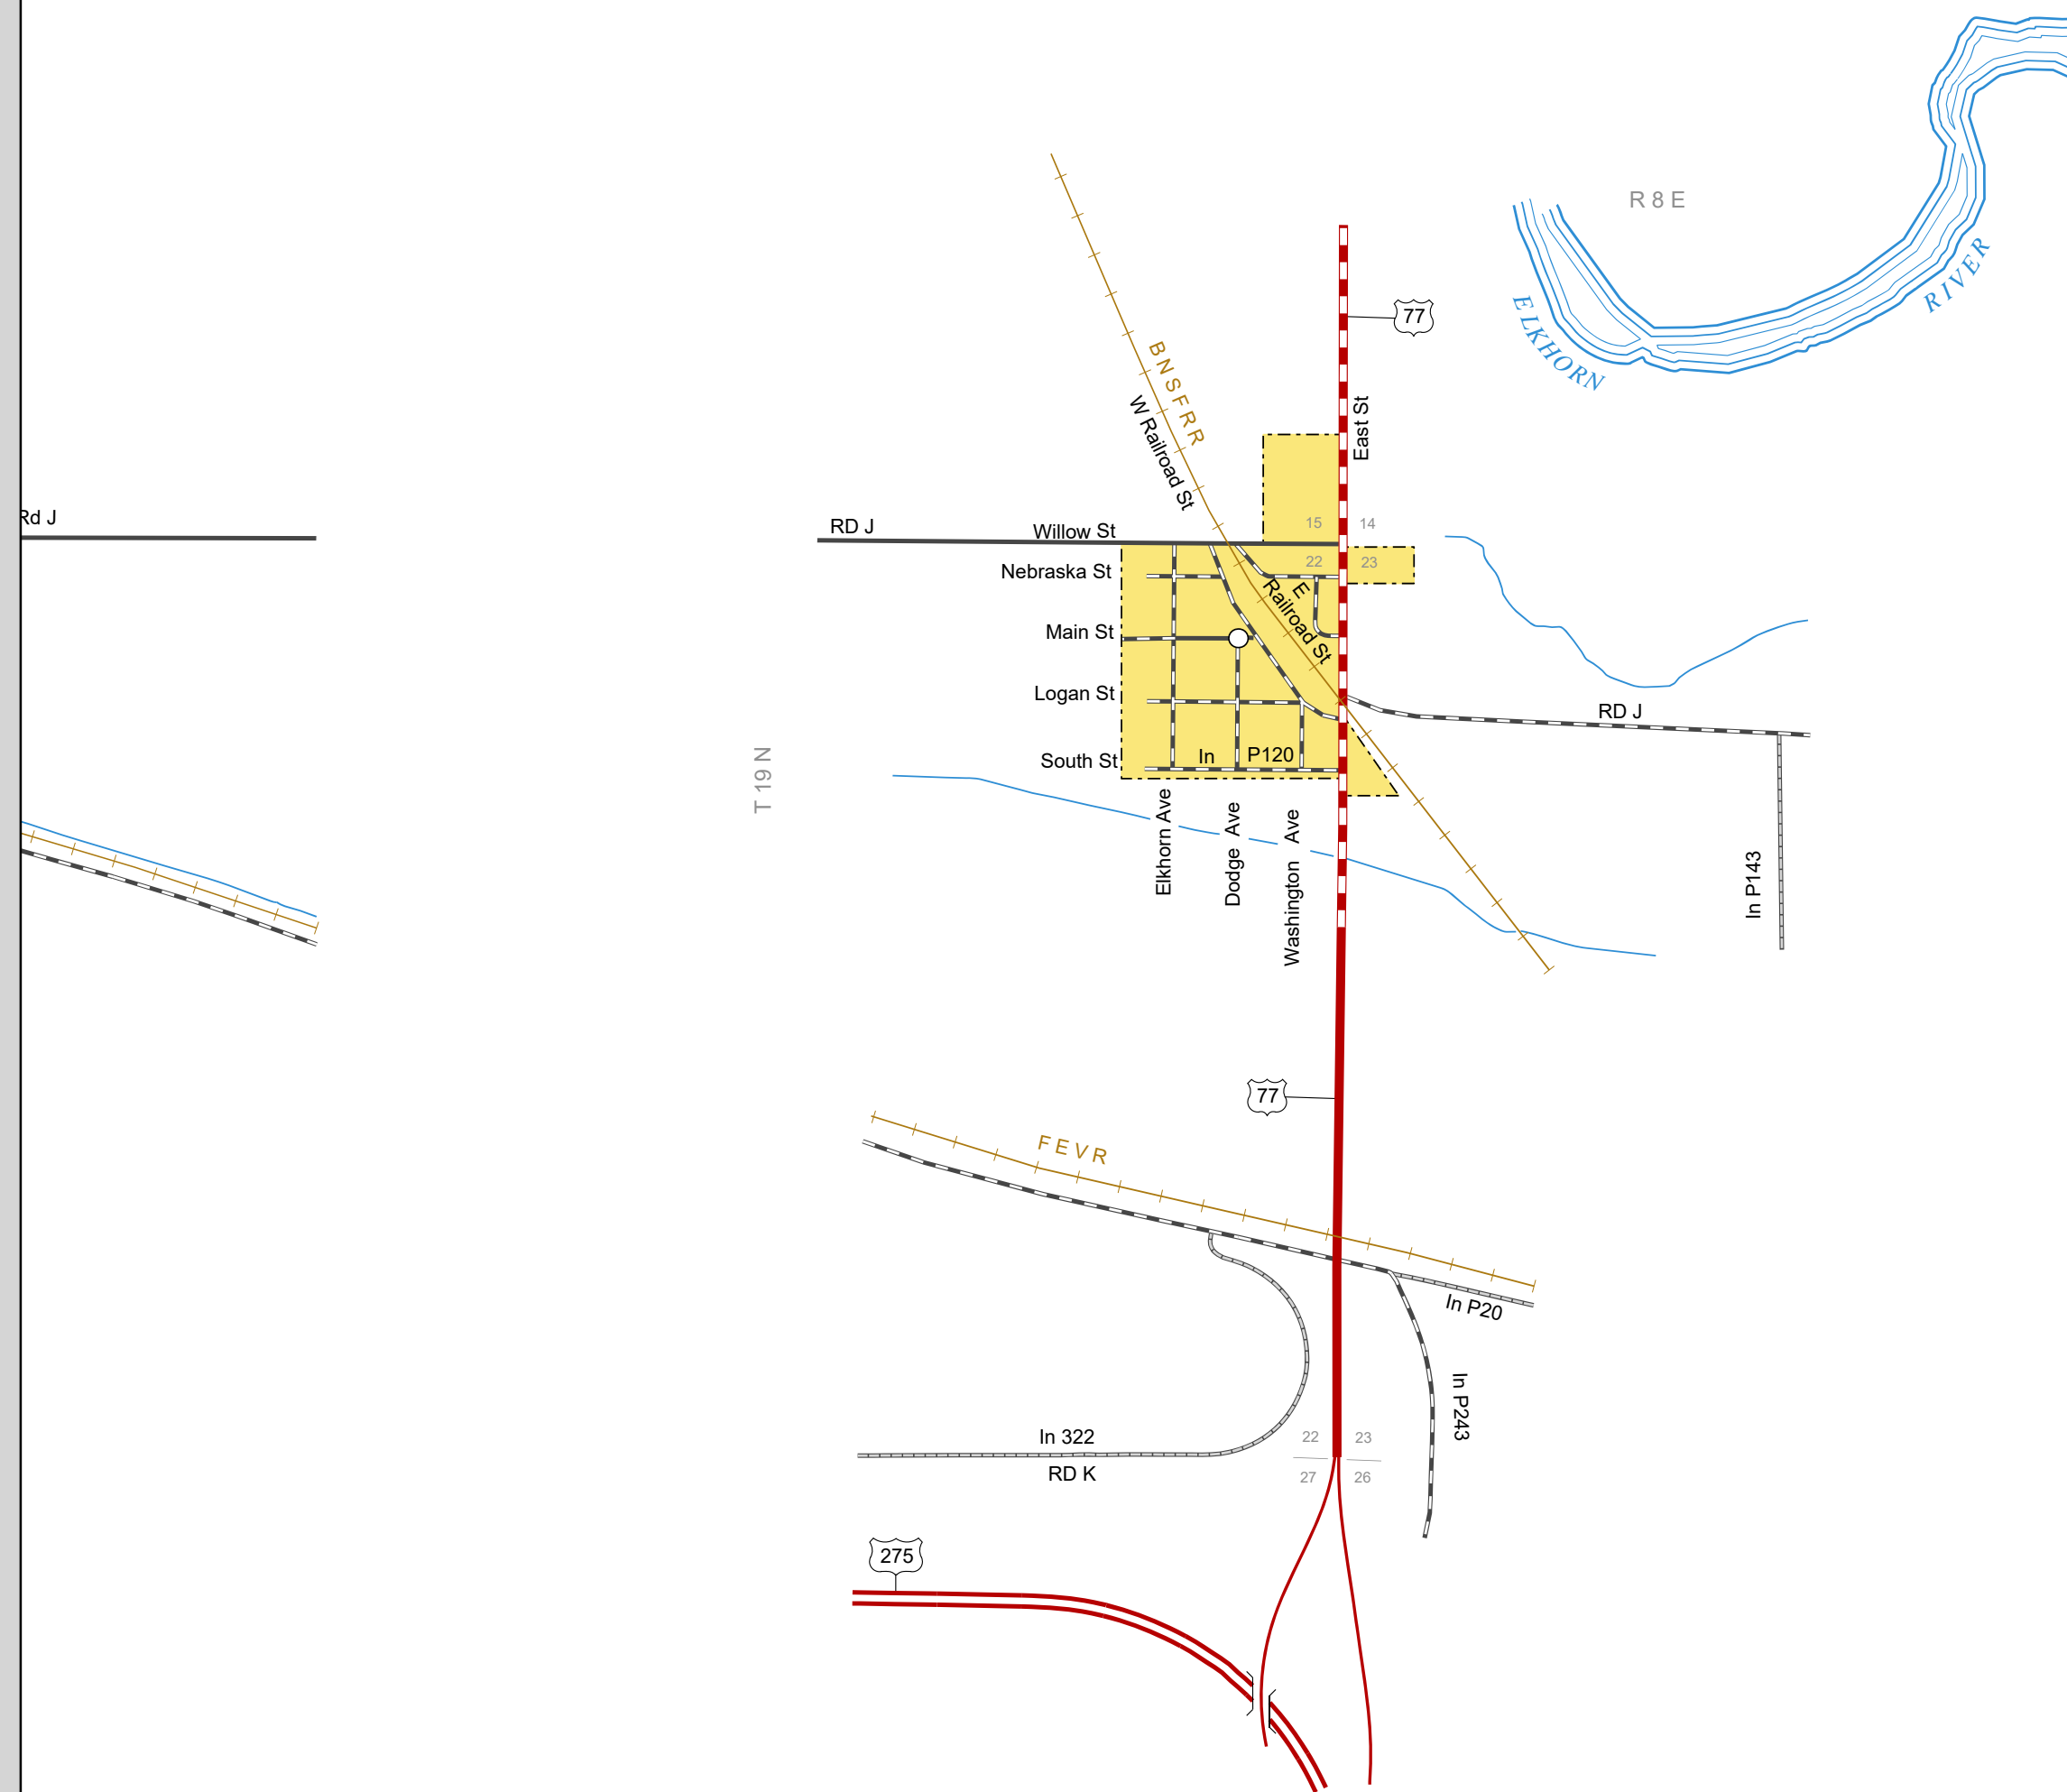 R 8 E
ELKHORN
RIVER
77
BNSFRR
W Railroad St
East St
Rd J
RD J
Willow St
15
14
22
23
Nebraska St
E
Railroad St
Main St
Logan St
RD J
T 19 N
South St
In
P120
Elkhorn Ave
Dodge Ave
Washington Ave
In P143
77
FEVR
In P20
In P243
In 322
RD K
22
23
27
26
275